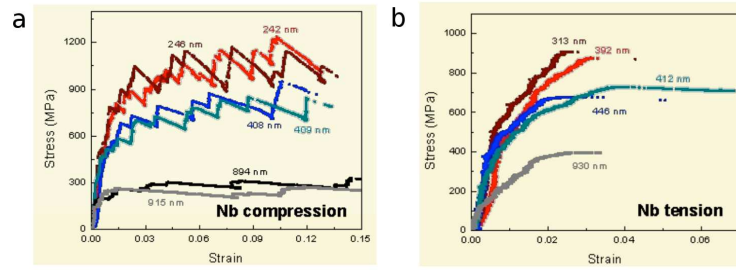 a
1200
900
600
300
0
Stress (MPa)
246 nm
242 nm
408 nm
409 nm
894 nm
915 nm
Nb compression
0.00
0.03
0.06
0.09
0.12
0.15
Strain
b
1000
800
600
400
200
0
Stress (MPa)
313 nm
392 nm
412 nm
446 nm
930 nm
Nb tension
0.00
0.02
0.04
0.06
Strain